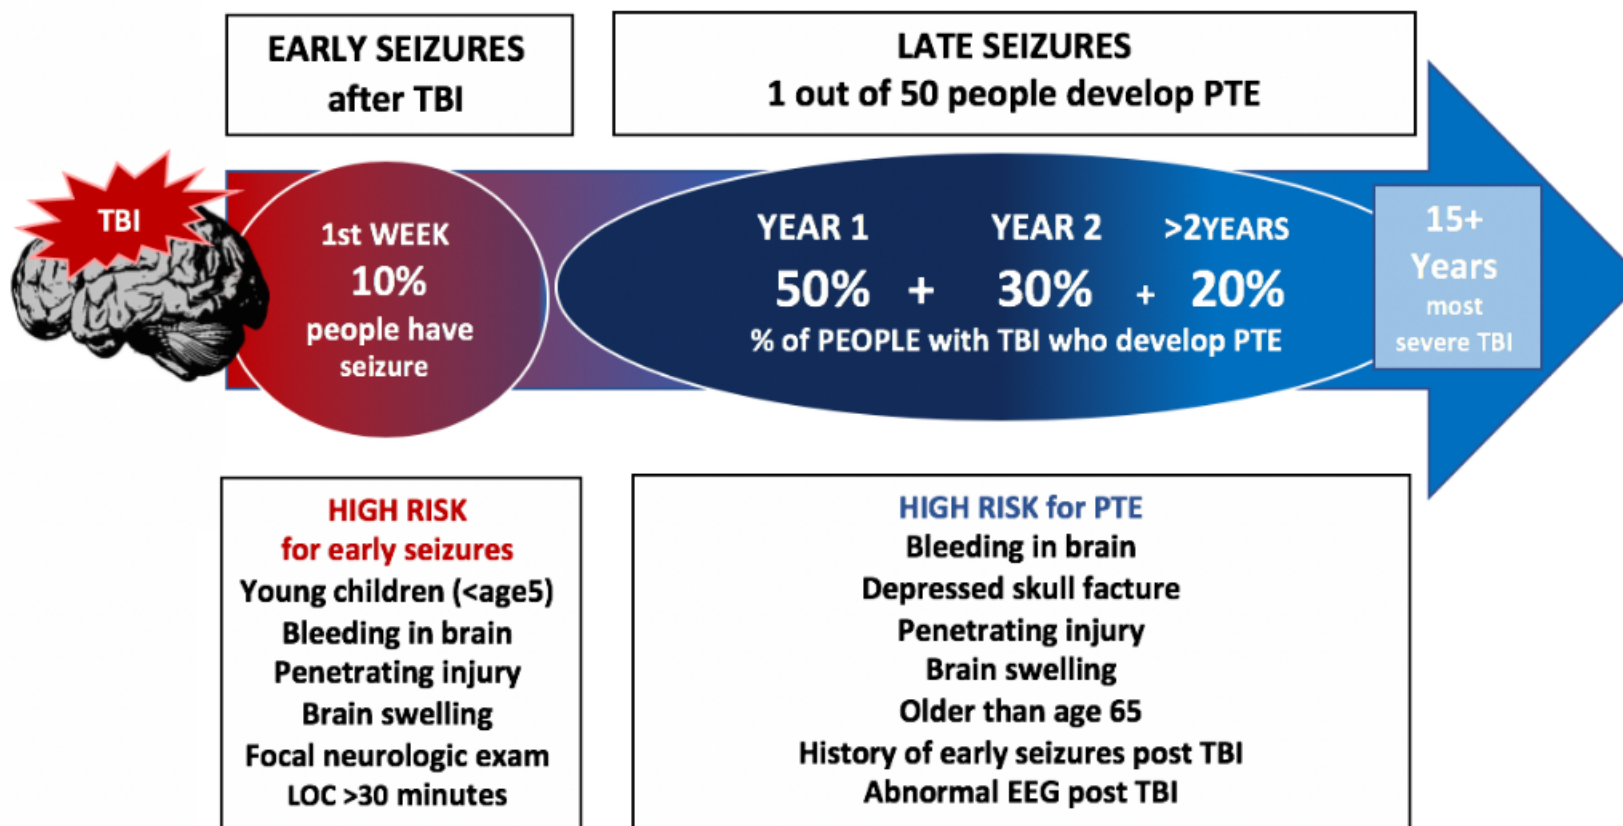 EARLY SEIZURES
after TBI
LATE SEIZURES
1 out of 50 people develop PTE
TBI
1st WEEK
10%
people have
seizure
YEAR 1 YEAR 2 >2YEARS
50% + 30% + 20%
% of PEOPLE with TBI who develop PTE
15+
Years
most
severe TBI
HIGH RISK
for early seizures
Young children (<age5)
Bleeding in brain
Penetrating injury
Brain swelling
Focal neurologic exam
LOC >30 minutes
HIGH RISK for PTE
Bleeding in brain
Depressed skull facture
Penetrating injury
Brain swelling
Older than age 65
History of early seizures post TBI
Abnormal EEG post TBI